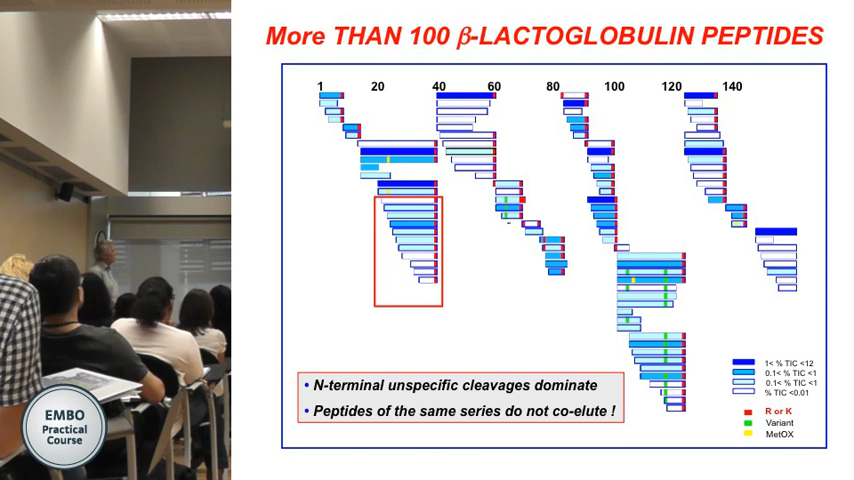 More THAN 100 β-LACTOGLOBULIN PEPTIDES
1 20 40 60 80 100 120 140
1< % TIC <12
0.1< % TIC <1
0.1< % TIC <1
% TIC <0.01
R or K
Variant
MetOX
• N-terminal unspecific cleavages dominate
• Peptides of the same series do not co-elute !
EMBO
Practical
Course